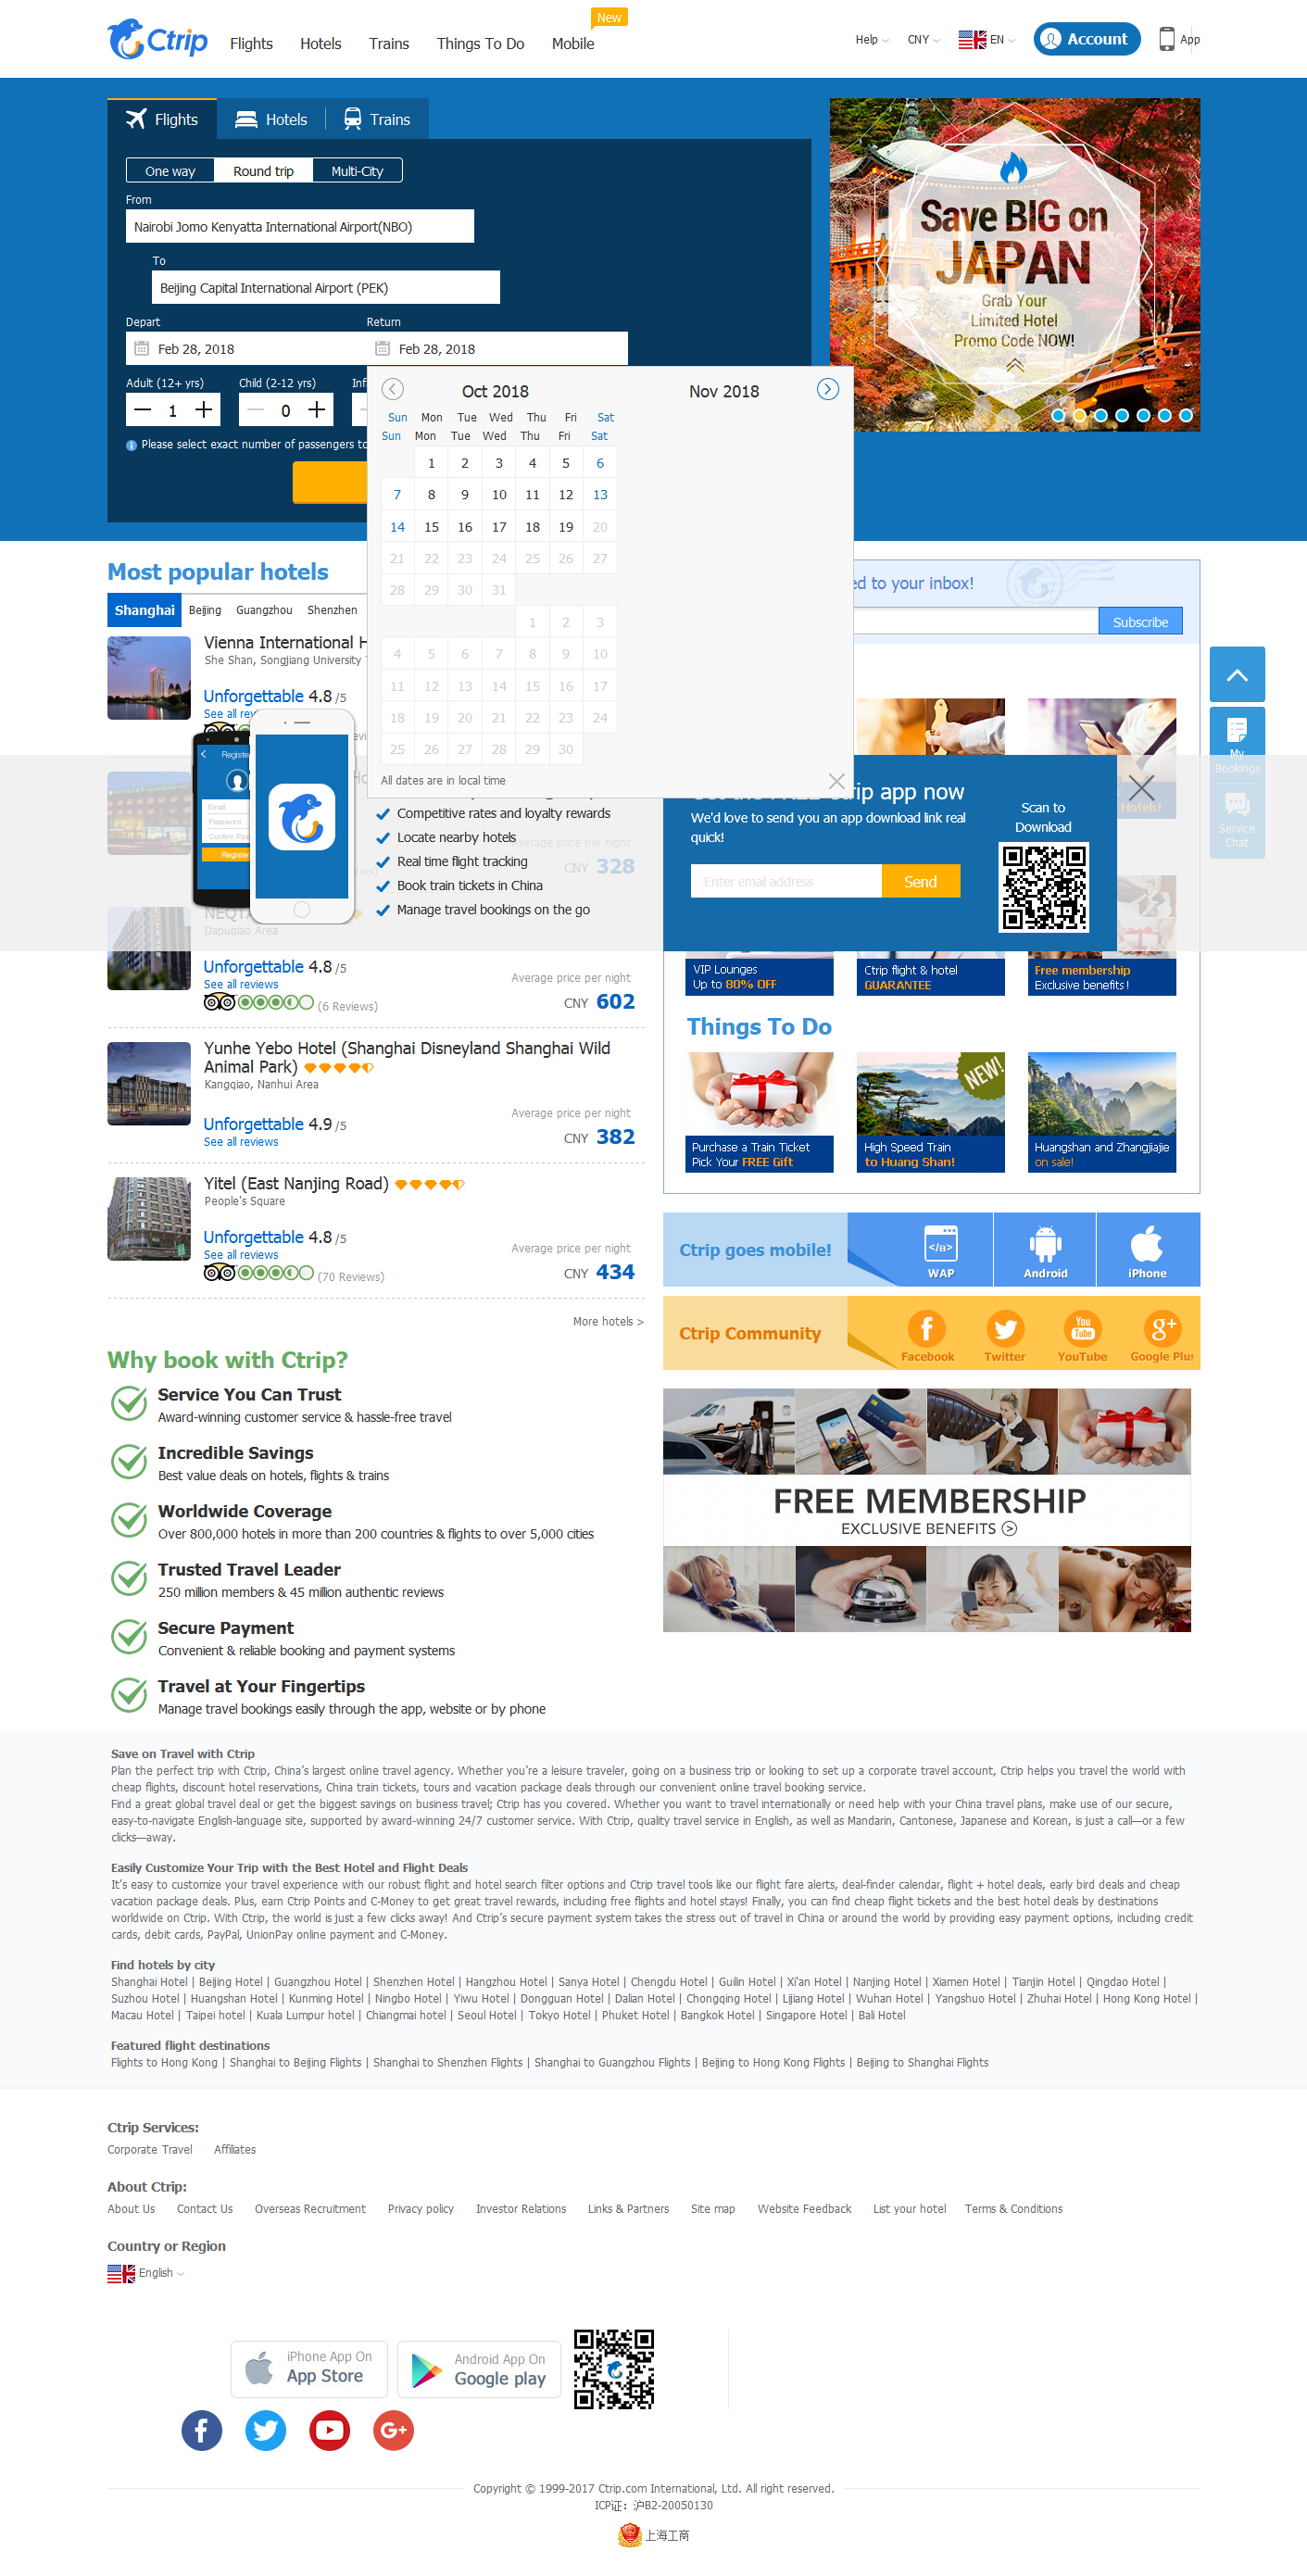 Ctrip
Flights
Hotels
Trains
Things To Do
Mobile
New
Help
CNY
EN
Account
App
Flights
Hotels
Trains
One way
Round trip
Multi-City
From
Nairobi Jomo Kenyatta International Airport(NBO)
To
Beijing Capital International Airport (PEK)
Depart
Return
Feb 28, 2018
Feb 28, 2018
Adult (12+ yrs)
Child (2-12 yrs)
1
0
Please select exact number of passengers
Save BIG on
JAPAN
Grab Your
Limited Hotel
Promo Code NOW!
Oct 2018
Nov 2018
Sun Mon Tue Wed Thu Fri Sat
Sun Mon Tue Wed Thu Fri Sat
1 2 3 4 5 6
7 8 9 10 11 12 13
14 15 16 17 18 19 20
21 22 23 24 25 26 27
28 29 30 31
1 2 3
4 5 6 7 8 9 10
11 12 13 14 15 16 17
18 19 20 21 22 23 24
25 26 27 28 29 30
All dates are in local time
Most popular hotels
Shanghai
Beijing
Guangzhou
Shenzhen
Vienna International
She Shan, Songjiang University
Unforgettable 4.8 /5
See all
ed to your inbox!
Subscribe
My
Bookings
Service
Chat
Register
Email
Password
Register
Competitive rates and loyalty rewards
Locate nearby hotels
Real time flight tracking
Book train tickets in China
Manage travel bookings on the go
Average price per night
CNY 328
trip app now
We'd love to send you an app download link real
quick!
Enter email address
Send
Scan to
Download
Hotels!
Dapuqiao Area
Unforgettable 4.8 /5
See all reviews
(6 Reviews)
Average price per night
CNY 602
VIP Lounges
Up to 80% OFF
Ctrip flight & hotel
GUARANTEE
Free membership
Exclusive benefits !
Yunhe Yebo Hotel (Shanghai Disneyland Shanghai Wild
Animal Park)
Kangqiao, Nanhui Area
Unforgettable 4.9 /5
See all reviews
Average price per night
CNY 382
Things To Do
NEW!
Purchase a Train Ticket
Pick Your FREE Gift
High Speed Train
to Huang Shan!
Huangshan and Zhangjiajie
on sale!
Yitel (East Nanjing Road)
People's Square
Unforgettable 4.8 /5
See all reviews
(70 Reviews)
Average price per night
CNY 434
More hotels >
Ctrip goes mobile!
</a>
WAP
Android
iPhone
Ctrip Community
Facebook
Twitter
You
Tube
YouTube
g+
Google Plus
Why book with Ctrip?
Service You Can Trust
Award-winning customer service & hassle-free travel
Incredible Savings
Best value deals on hotels, flights & trains
Worldwide Coverage
Over 800,000 hotels in more than 200 countries & flights to over 5,000 cities
Trusted Travel Leader
250 million members & 45 million authentic reviews
Secure Payment
Convenient & reliable booking and payment systems
Travel at Your Fingertips
Manage travel bookings easily through the app, website or by phone
FREE MEMBERSHIP
EXCLUSIVE BENEFITS
Save on Travel with Ctrip
Plan the perfect trip with Ctrip, China's largest online travel agency. Whether you're a leisure traveler, going on a business trip or looking to set up a corporate travel account, Ctrip helps you travel the world with
cheap flights, discount hotel reservations, China train tickets, tours and vacation package deals through our convenient online travel booking service.
Find a great global travel deal or get the biggest savings on business travel; Ctrip has you covered. Whether you want to travel internationally or need help with your China travel plans, make use of our secure,
easy-to-navigate English-language site, supported by award-winning 24/7 customer service. With Ctrip, quality travel service in English, as well as Mandarin, Cantonese, Japanese and Korean, is just a call—or a few
clicks—away.
Easily Customize Your Trip with the Best Hotel and Flight Deals
It's easy to customize your travel experience with our robust flight and hotel search filter options and Ctrip travel tools like our flight fare alerts, deal-finder calendar, flight + hotel deals, early bird deals and cheap
vacation package deals. Plus, earn Ctrip Points and C-Money to get great travel rewards, including free flights and hotel stays! Finally, you can find cheap flight tickets and the best hotel deals by destinations
worldwide on Ctrip. With Ctrip, the world is just a few clicks away! And Ctrip's secure payment system takes the stress out of travel in China or around the world by providing easy payment options, including credit
cards, debit cards, PayPal, UnionPay online payment and C-Money.
Find hotels by city
Shanghai Hotel | Beijing Hotel | Guangzhou Hotel | Shenzhen Hotel | Hangzhou Hotel | Sanya Hotel | Chengdu Hotel | Guilin Hotel | Xi'an Hotel | Nanjing Hotel | Xiamen Hotel | Tianjin Hotel | Qingdao Hotel |
Suzhou Hotel | Huangshan Hotel | Kunming Hotel | Ningbo Hotel | Yiwu Hotel | Dongguan Hotel | Dalian Hotel | Chongqing Hotel | Lijiang Hotel | Wuhan Hotel | Yangshuo Hotel | Zhuhai Hotel | Hong Kong Hotel |
Macau Hotel | Taipei hotel | Kuala Lumpur hotel | Chiangmai hotel | Seoul Hotel | Tokyo Hotel | Phuket Hotel | Bangkok Hotel | Singapore Hotel | Bali Hotel
Featured flight destinations
Flights to Hong Kong | Shanghai to Beijing Flights | Shanghai to Shenzhen Flights | Shanghai to Guangzhou Flights | Beijing to Hong Kong Flights | Beijing to Shanghai Flights
Ctrip Services:
Corporate Travel
Affiliates
About Ctrip:
About Us
Contact Us
Overseas Recruitment
Privacy policy
Investor Relations
Links & Partners
Site map
Website Feedback
List your hotel
Terms & Conditions
Country or Region
English
iPhone App On
App Store
Android App On
Google play
G+
Copyright © 1999-2017 Ctrip.com International, Ltd. All right reserved.
ICP证：沪B2-20050130
上海工商